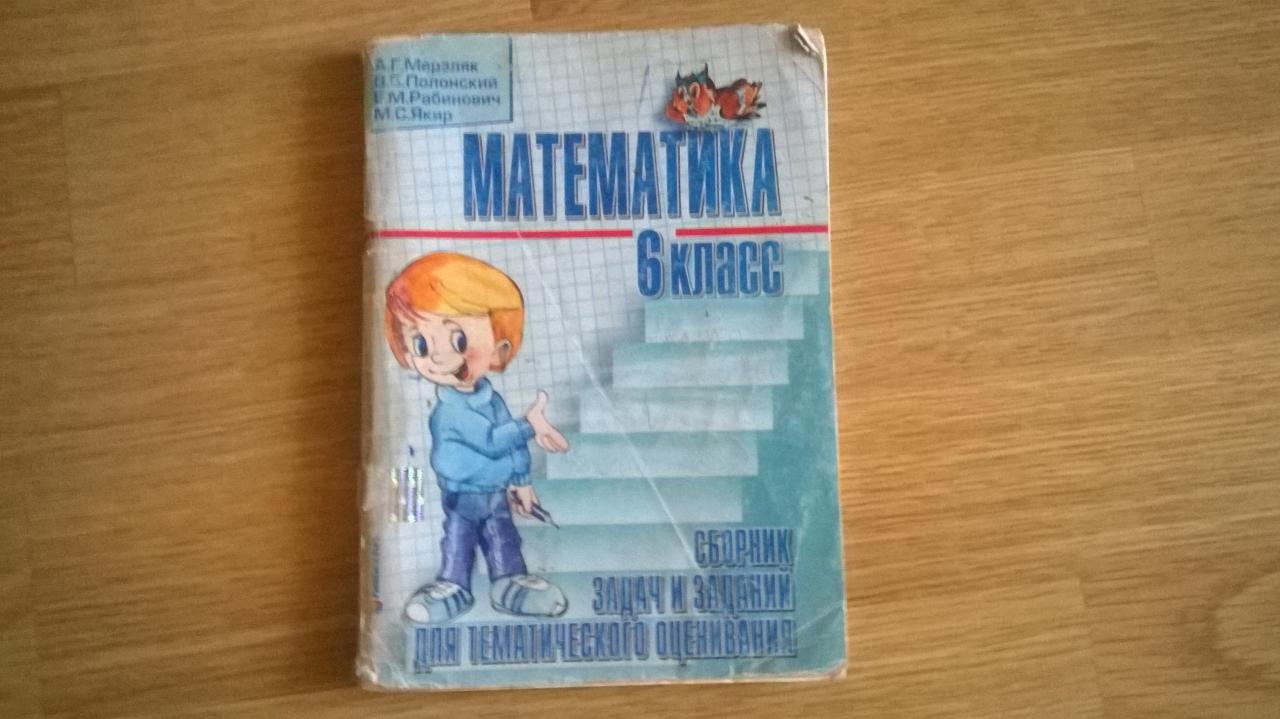 А.Г.Мерзляк
В.Б.Полонский
Е.М.Рабинович
М.С.Якир
МАТЕМАТИКА
6 класс
СБОРНИК
ЗАДАЧ И ЗАДАНИЙ
ДЛЯ ТЕМАТИЧЕСКОГО ОЦЕНИВАНИЯ